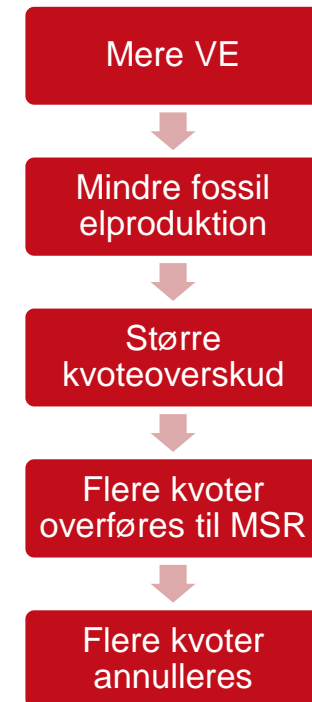 Mere VE
Mindre fossil
elproduktion
Større
kvoteoverskud
Flere kvoter
overføres til MSR
Flere kvoter
annulleres